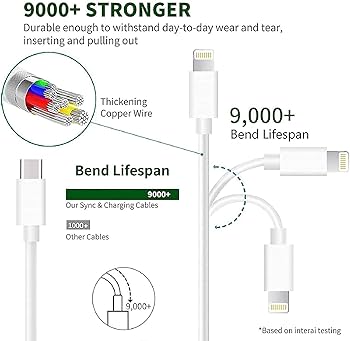 9000+ STRONGER
Durable enough to withstand day-to-day wear and tear,
inserting and pulling out
Thickening
Copper Wire
9,000+
Bend Lifespan
Bend Lifespan
9000+
Our Sync & Charging Cables
1000+
Other Cables
9,000+
*Based on interai testing